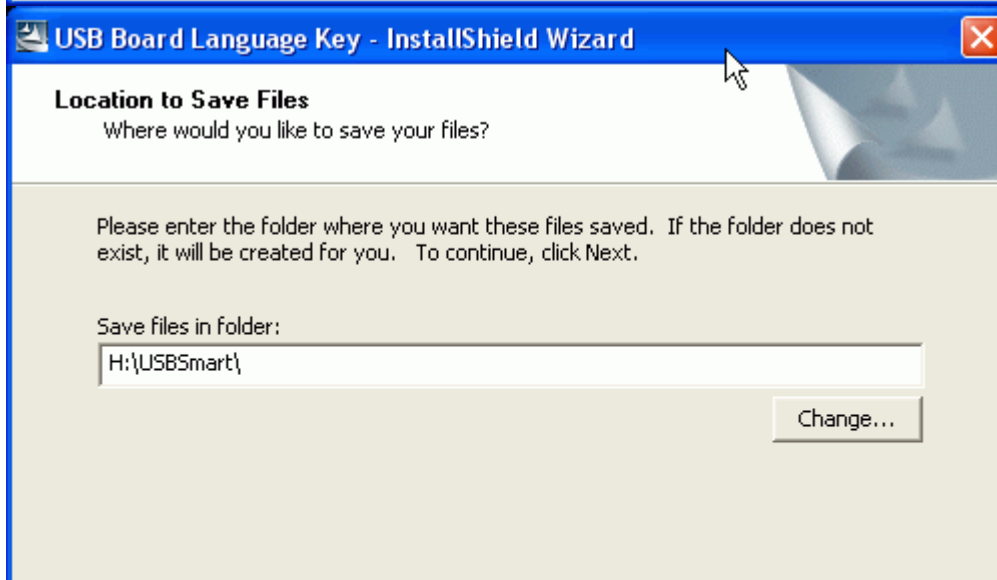 USB Board Language Key - InstallShield Wizard
Location to Save Files
Where would you like to save your files?
Please enter the folder where you want these files saved.  If the folder does not
exist, it will be created for you.   To continue, click Next.
Save files in folder:
H:\USBSmart\
Change...